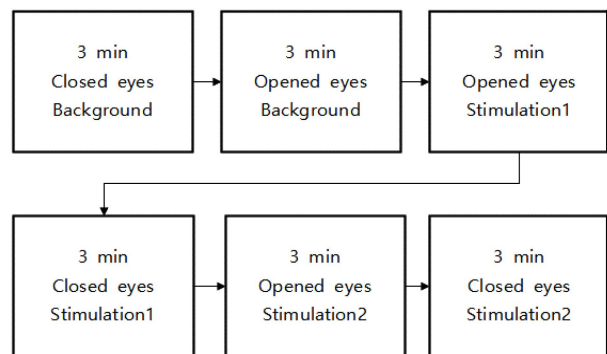 3 min
Closed eyes
Background
3 min
Opened eyes
Background
3 min
Opened eyes
Stimulation1
3 min
Closed eyes
Stimulation1
3 min
Opened eyes
Stimulation2
3 min
Closed eyes
Stimulation2